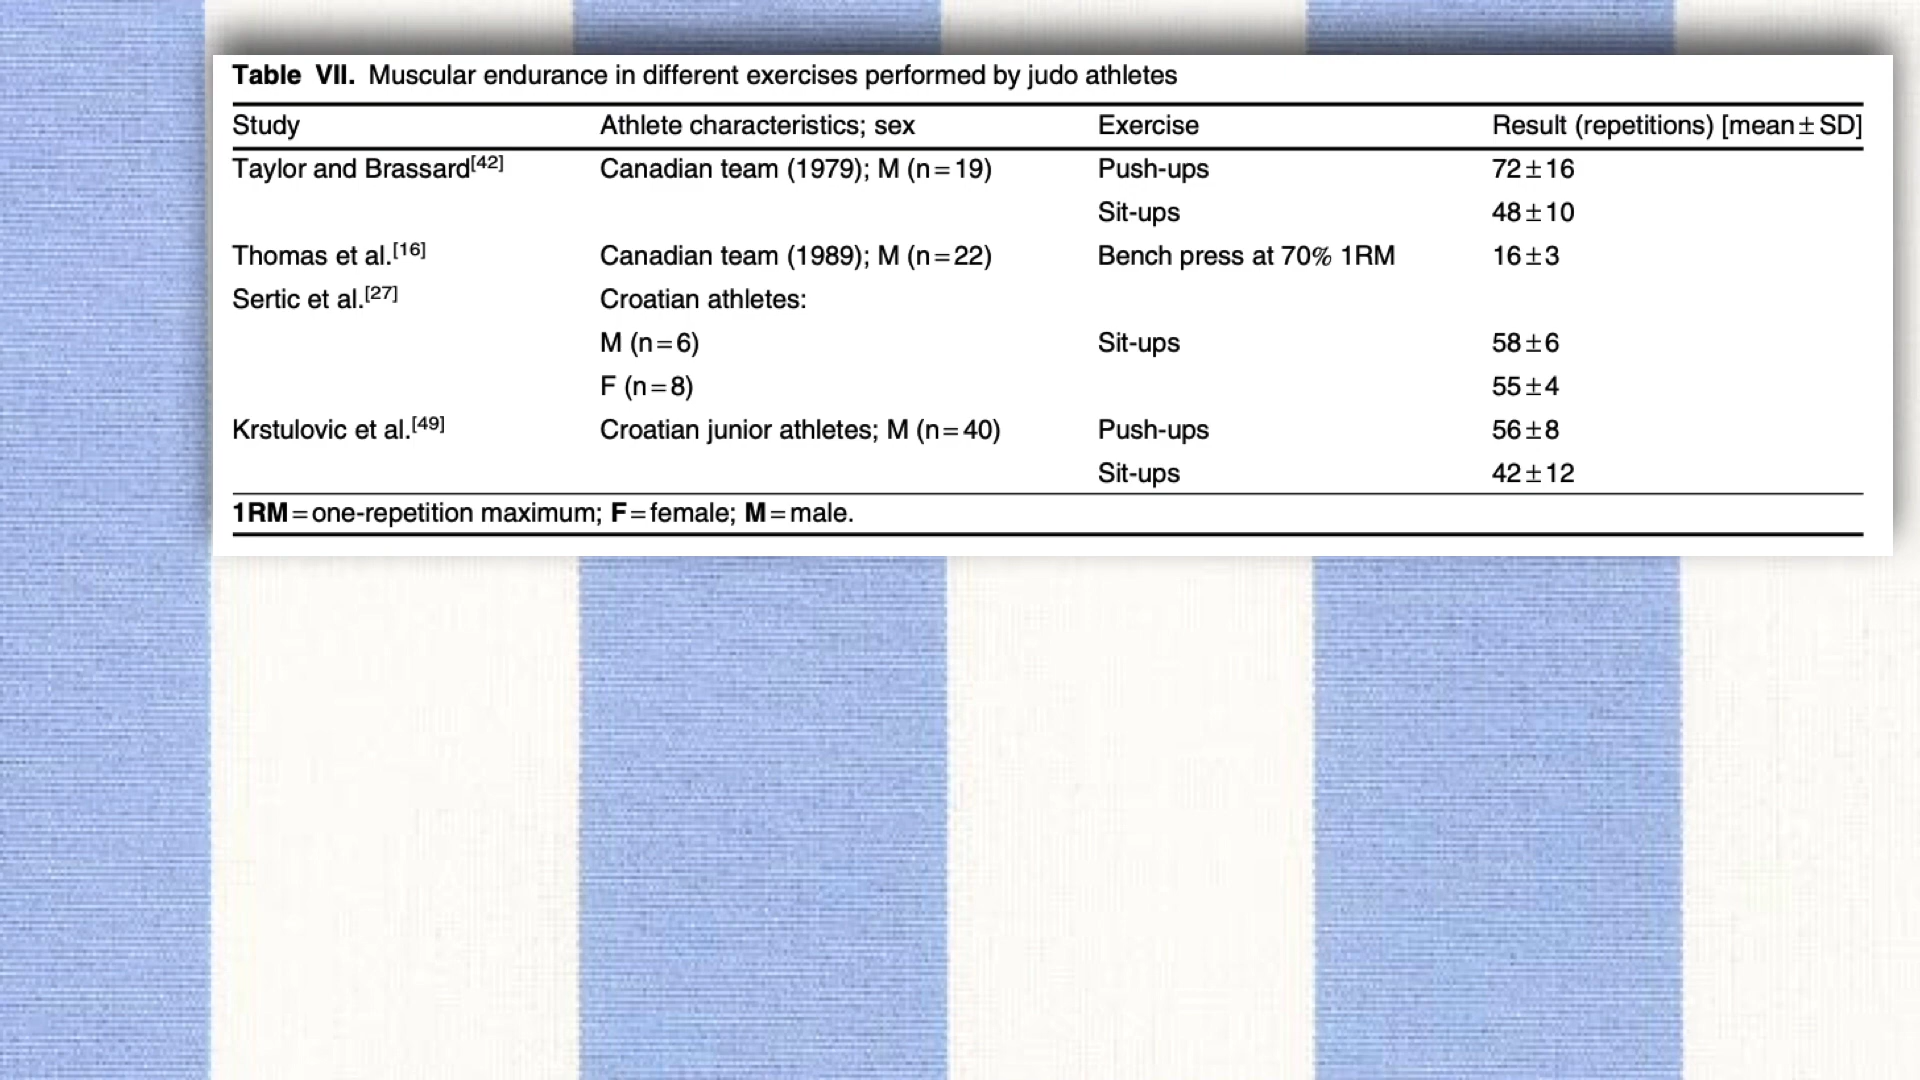 Table VII. Muscular endurance in different exercises performed by judo athletes
Study Athlete characteristics; sex Exercise Result (repetitions) [mean ± SD]
Taylor and Brassard[42] Canadian team (1979); M (n = 19) Push-ups 72 ± 16
Sit-ups 48 ± 10
Thomas et al.[16] Canadian team (1989); M (n = 22) Bench press at 70% 1RM 16 ± 3
Sertic et al.[27] Croatian athletes:
M (n = 6) Sit-ups 58 ± 6
F (n = 8) 55 ± 4
Krstulovic et al.[49] Croatian junior athletes; M (n = 40) Push-ups 56 ± 8
Sit-ups 42 ± 12
1RM = one-repetition maximum; F = female; M = male.